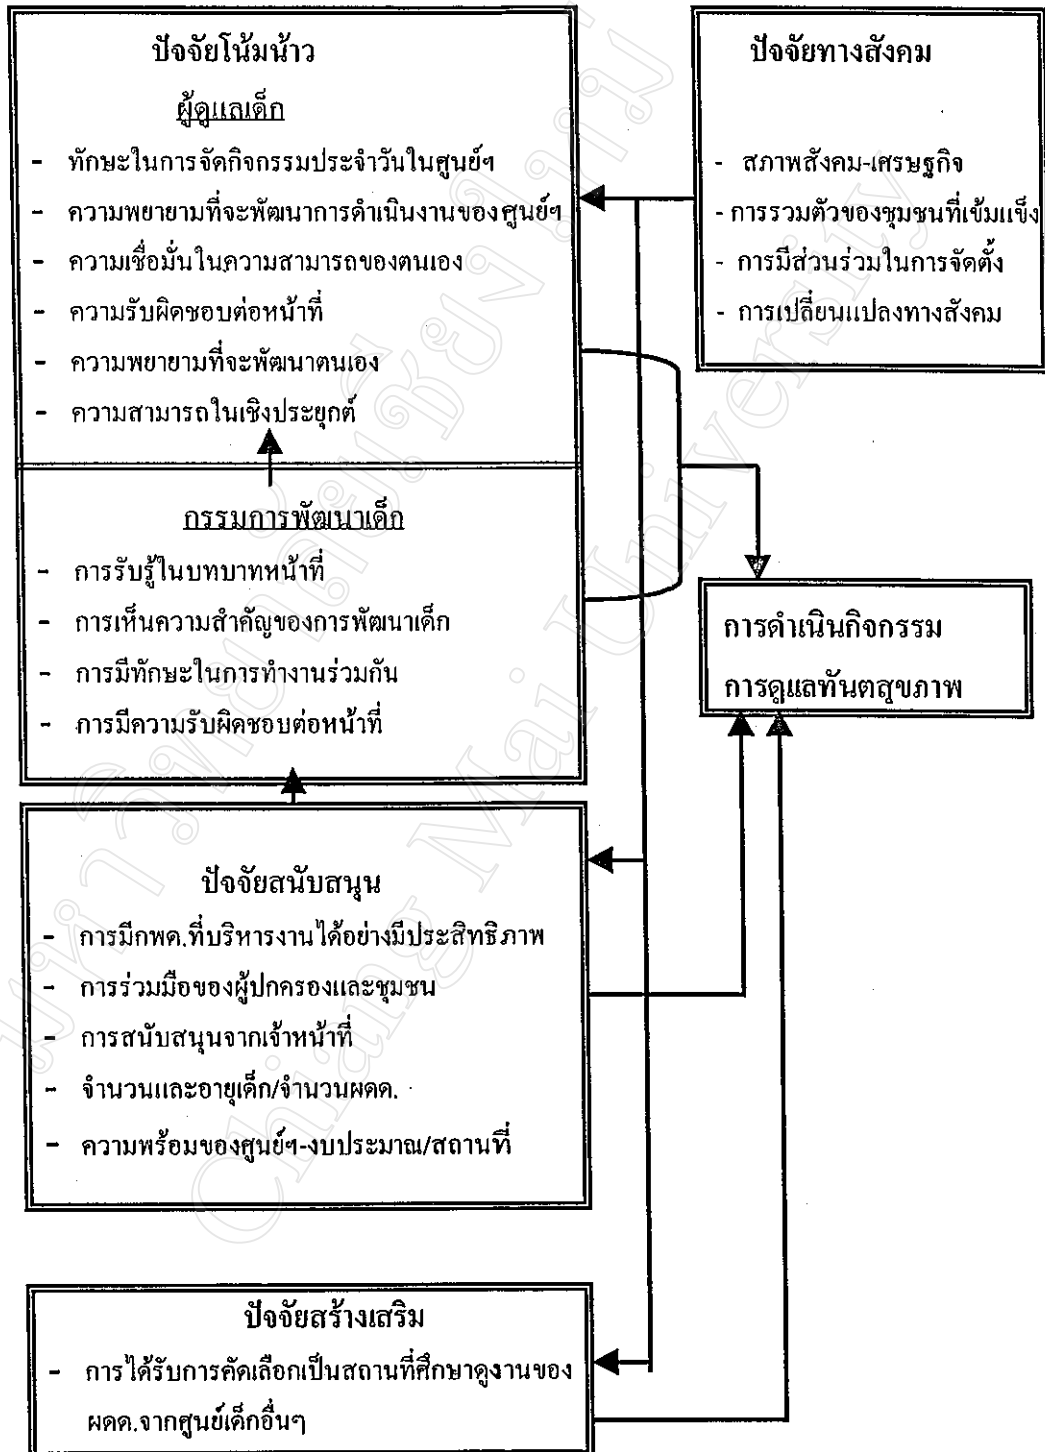 ปัจจัยโน้มน้าว
ผู้ดูแลเด็ก
- ทักษะในการจัดกิจกรรมประจำวันในศูนย์ฯ
- ความพยายามที่จะพัฒนาการดำเนินงานของศูนย์ฯ
- ความเชื่อมั่นในความสามารถของตนเอง
- ความรับผิดชอบต่อหน้าที่
- ความพยายามที่จะพัฒนาตนเอง
- ความสามารถในเชิงประยุกต์
กรรมการพัฒนาเด็ก
- การรับรู้ในบทบาทหน้าที่
- การเห็นความสำคัญของการพัฒนาเด็ก
- การมีทักษะในการทำงานร่วมกัน
- การมีความรับผิดชอบต่อหน้าที่
ปัจจัยทางสังคม
- สภาพสังคม-เศรษฐกิจ
- การรวมตัวของชุมชนที่เข้มแข็ง
- การมีส่วนร่วมในการจัดตั้ง
- การเปลี่ยนแปลงทางสังคม
การดำเนินกิจกรรม
การดูแลทันตสุขภาพ
ปัจจัยสนับสนุน
- การมีกพด.ที่บริหารงานได้อย่างมีประสิทธิภาพ
- การร่วมมือของผู้ปกครองและชุมชน
- การสนับสนุนจากเจ้าหน้าที่
- จำนวนและอายุเด็ก/จำนวนผดด.
- ความพร้อมของศูนย์ฯ-งบประมาณ/สถานที่
ปัจจัยสร้างเสริม
- การได้รับการคัดเลือกเป็นสถานที่ศึกษาดูงานของ
ผดด.จากศูนย์เด็กอื่นๆ
มหาวิทยาลัยเชียงใหม่
Chiang Mai University